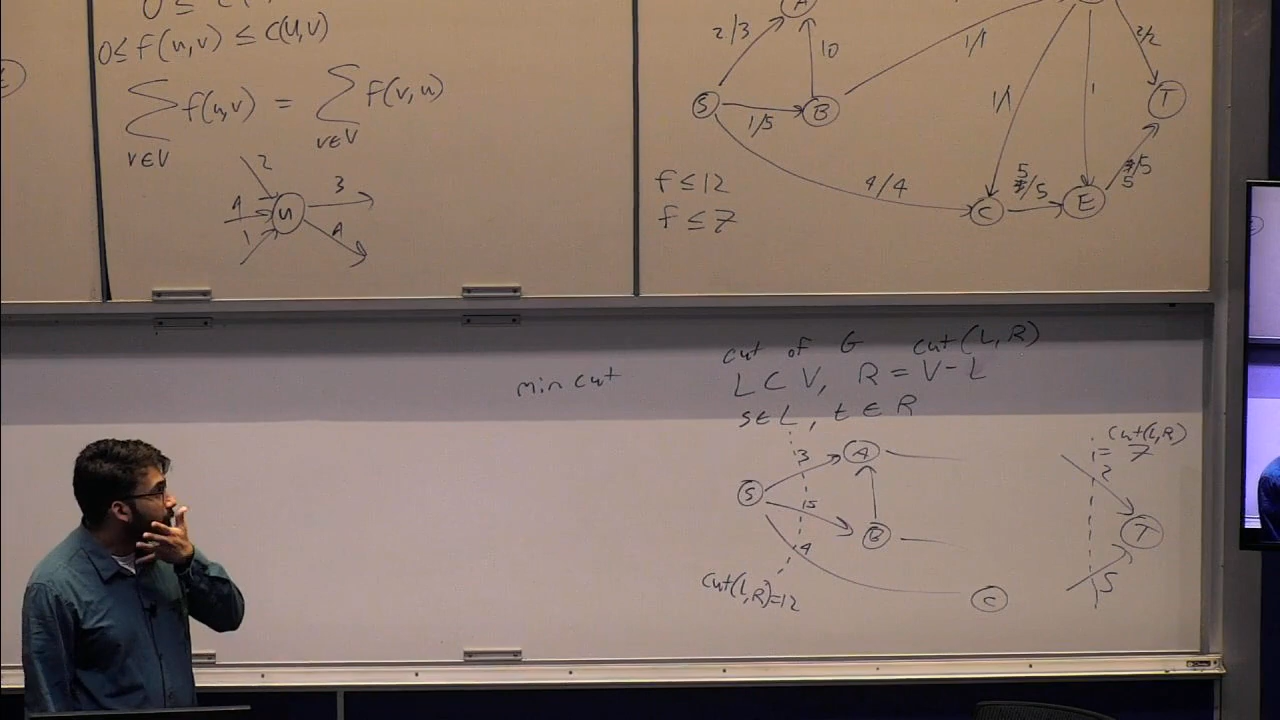 0 ≤ f(u,v) ≤ c(u,v)
∑ f(u,v) = ∑ f(v,u)
v∈V v∈V
2
4
1
u
3
4
A
2/3
10
1/1
2/2
S
B
1/5
1/1
1
T
4/4
C
5
/5
E
/5
5
f ≤ 12
f ≤ 7
min cut
cut of G cut(L,R)
L ⊂ V, R = V - L
s∈L, t∈R
S
3
A
5
B
4
C
cut(L,R)=12
cut(L,R)
= 7
2
T
5